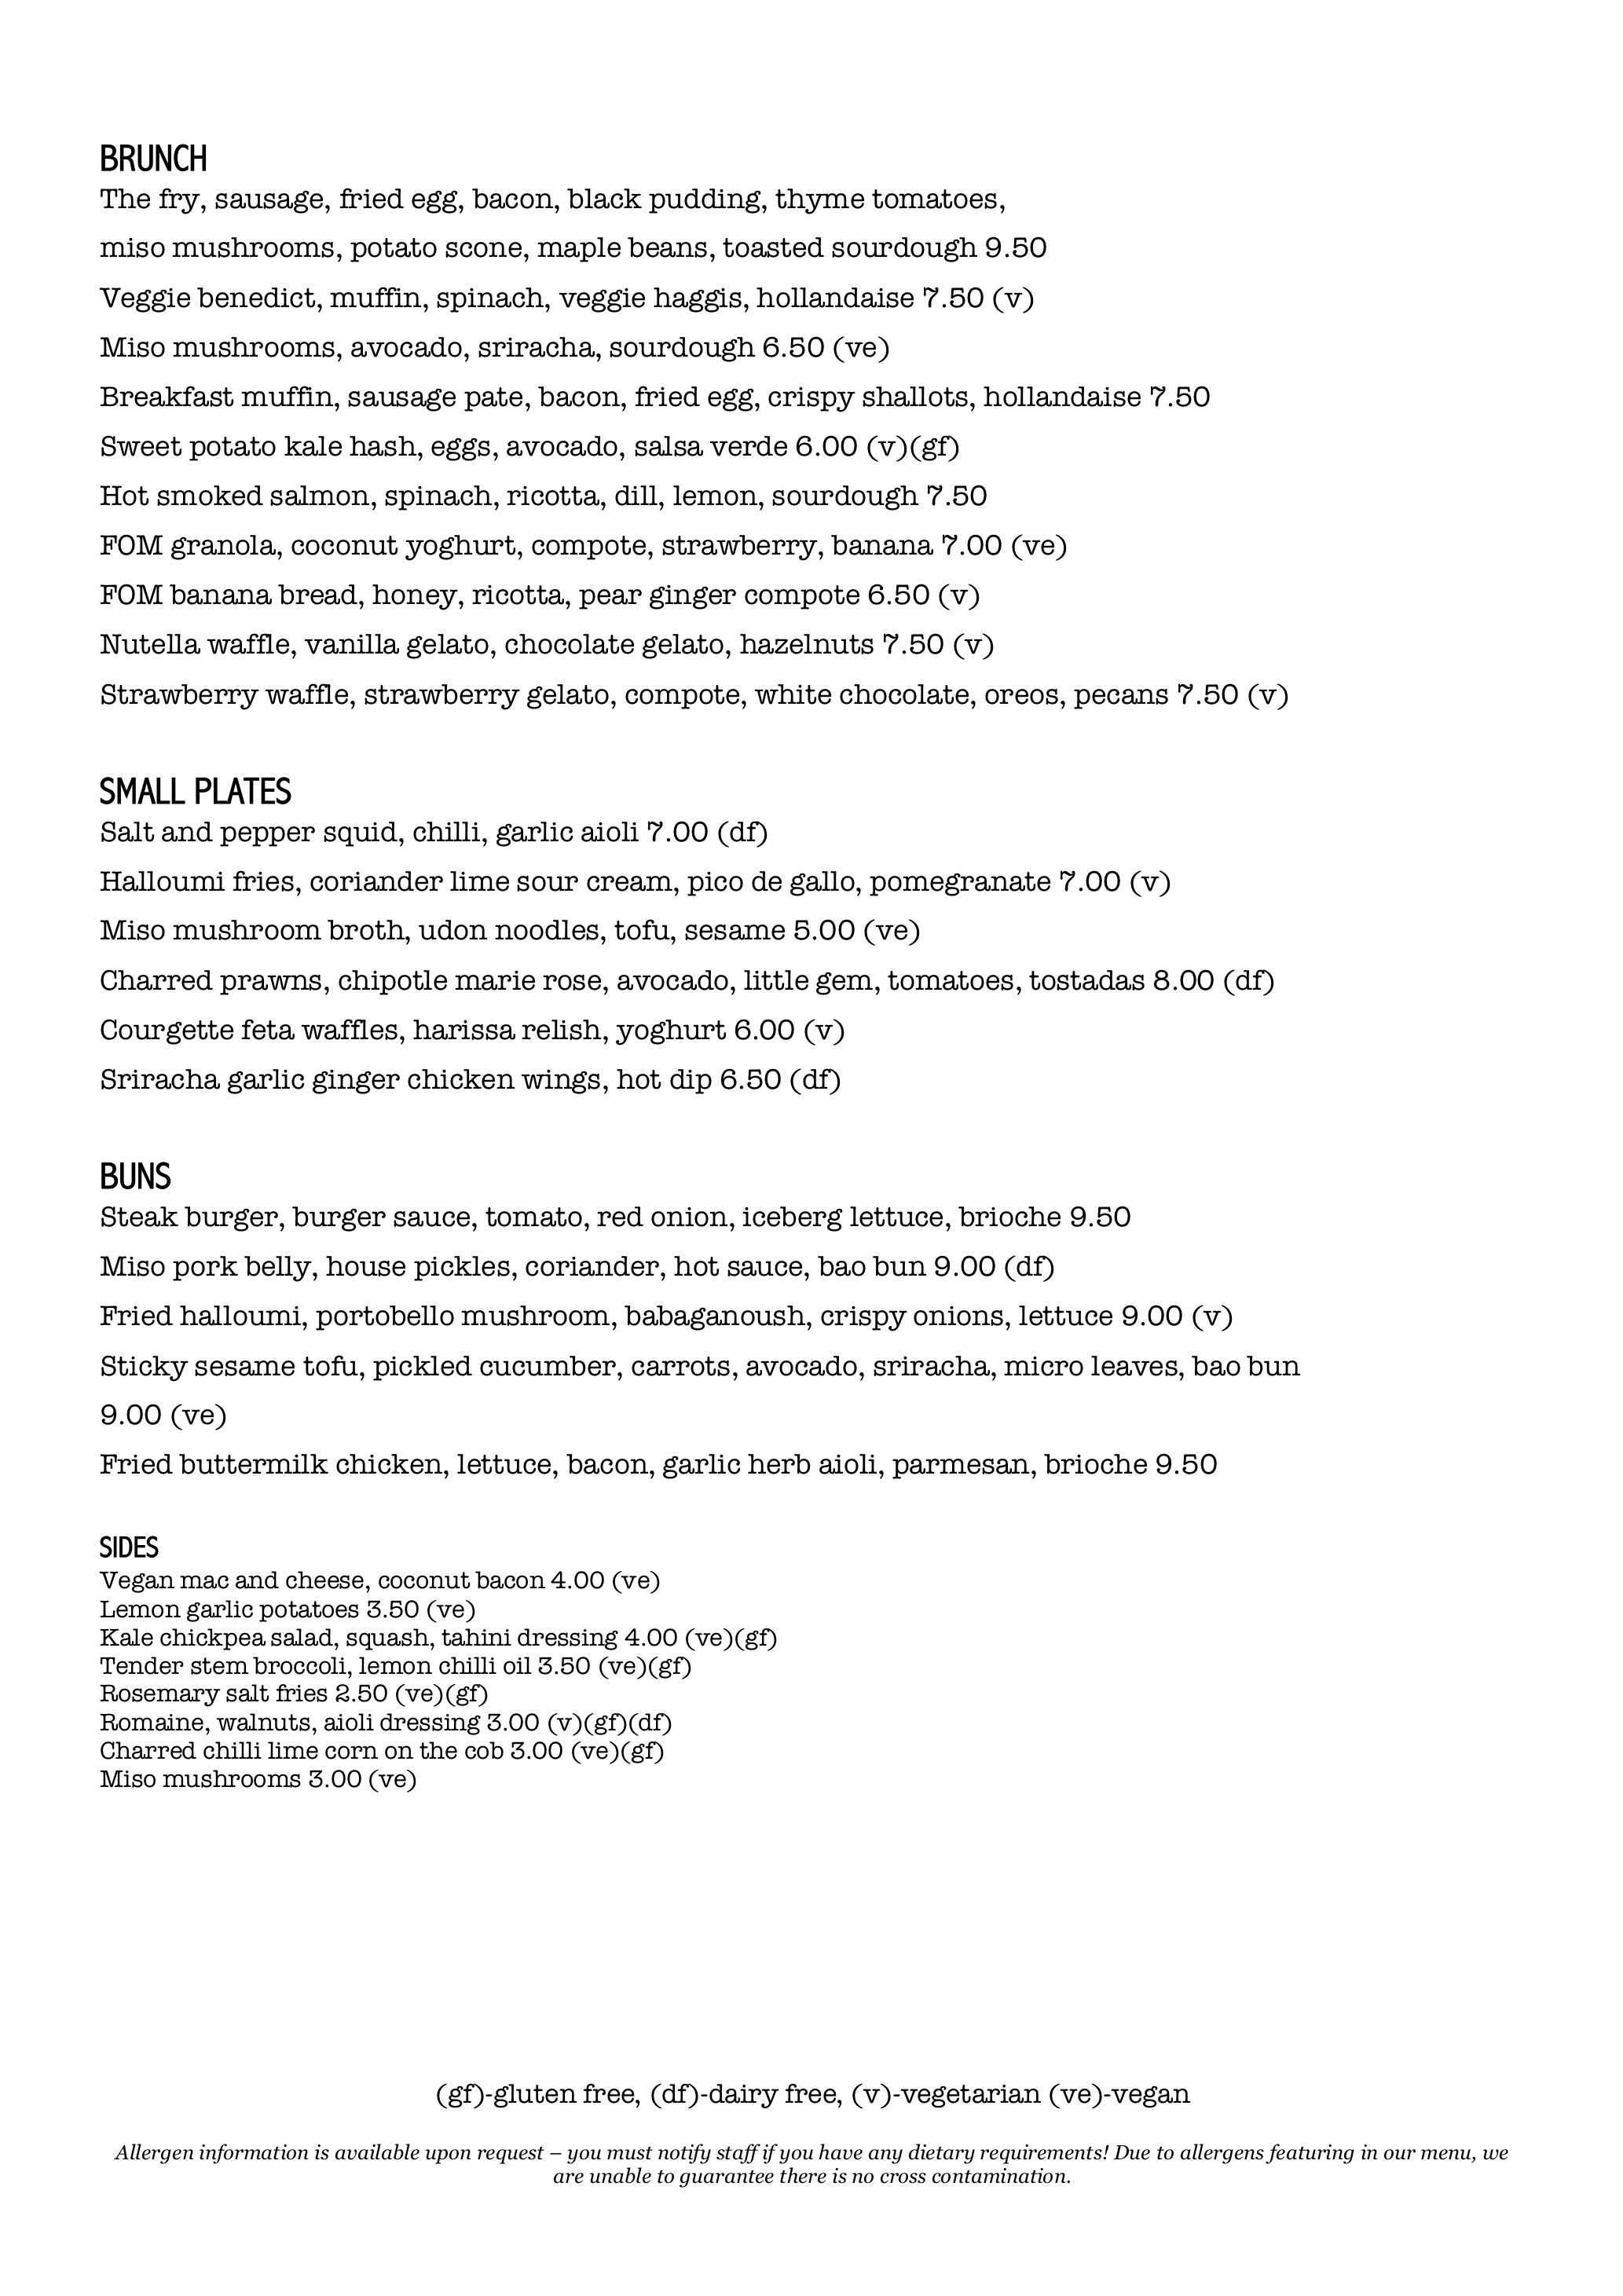 BRUNCH
The fry, sausage, fried egg, bacon, black pudding, thyme tomatoes,
miso mushrooms, potato scone, maple beans, toasted sourdough 9.50
Veggie benedict, muffin, spinach, veggie haggis, hollandaise 7.50 (v)
Miso mushrooms, avocado, sriracha, sourdough 6.50 (ve)
Breakfast muffin, sausage pate, bacon, fried egg, crispy shallots, hollandaise 7.50
Sweet potato kale hash, eggs, avocado, salsa verde 6.00 (v)(gf)
Hot smoked salmon, spinach, ricotta, dill, lemon, sourdough 7.50
FOM granola, coconut yoghurt, compote, strawberry, banana 7.00 (ve)
FOM banana bread, honey, ricotta, pear ginger compote 6.50 (v)
Nutella waffle, vanilla gelato, chocolate gelato, hazelnuts 7.50 (v)
Strawberry waffle, strawberry gelato, compote, white chocolate, oreos, pecans 7.50 (v)
SMALL PLATES
Salt and pepper squid, chilli, garlic aioli 7.00 (df)
Halloumi fries, coriander lime sour cream, pico de gallo, pomegranate 7.00 (v)
Miso mushroom broth, udon noodles, tofu, sesame 5.00 (ve)
Charred prawns, chipotle marie rose, avocado, little gem, tomatoes, tostadas 8.00 (df)
Courgette feta waffles, harissa relish, yoghurt 6.00 (v)
Sriracha garlic ginger chicken wings, hot dip 6.50 (df)
BUNS
Steak burger, burger sauce, tomato, red onion, iceberg lettuce, brioche 9.50
Miso pork belly, house pickles, coriander, hot sauce, bao bun 9.00 (df)
Fried halloumi, portobello mushroom, babaganoush, crispy onions, lettuce 9.00 (v)
Sticky sesame tofu, pickled cucumber, carrots, avocado, sriracha, micro leaves, bao bun
9.00 (ve)
Fried buttermilk chicken, lettuce, bacon, garlic herb aioli, parmesan, brioche 9.50
SIDES
Vegan mac and cheese, coconut bacon 4.00 (ve)
Lemon garlic potatoes 3.50 (ve)
Kale chickpea salad, squash, tahini dressing 4.00 (ve)(gf)
Tender stem broccoli, lemon chilli oil 3.50 (ve)(gf)
Rosemary salt fries 2.50 (ve)(gf)
Romaine, walnuts, aioli dressing 3.00 (v)(gf)(df)
Charred chilli lime corn on the cob 3.00 (ve)(gf)
Miso mushrooms 3.00 (ve)
(gf)-gluten free, (df)-dairy free, (v)-vegetarian (ve)-vegan
Allergen information is available upon request – you must notify staff if you have any dietary requirements! Due to allergens featuring in our menu, we
are unable to guarantee there is no cross contamination.